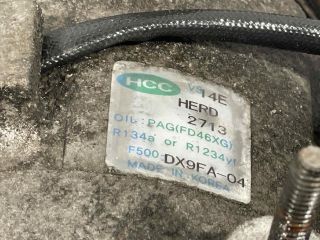 HCC VS14E
HERD
2713
OIL: PAG(FD46XG)
R134a or R1234yf
F500-DX9FA-04
MADE IN KOREA